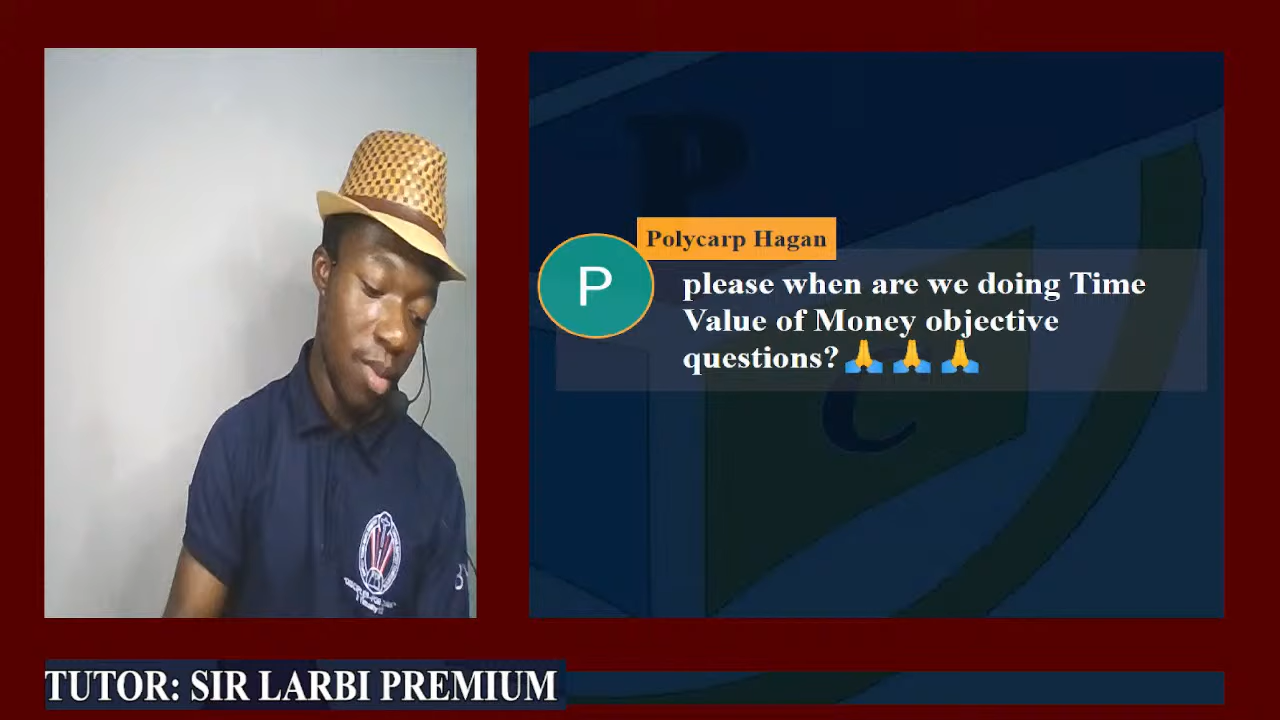 P
C
Polycarp Hagan
P
please when are we doing Time
Value of Money objective
questions?🙏🙏🙏
TUTOR: SIR LARBI PREMIUM